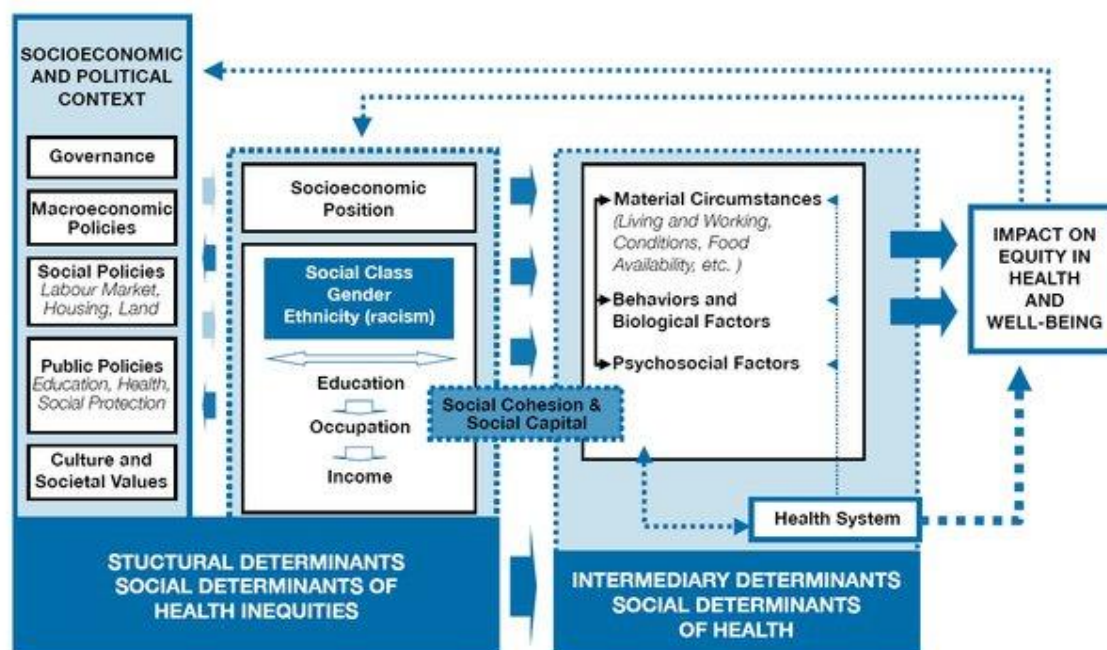 SOCIOECONOMIC
AND POLITICAL
CONTEXT
Governance
Macroeconomic
Policies
Social Policies
Labour Market,
Housing, Land
Public Policies
Education, Health,
Social Protection
Culture and
Societal Values
Socioeconomic
Position
Social Class
Gender
Ethnicity (racism)
Education
Occupation
Income
Social Cohesion &
Social Capital
Material Circumstances
(Living and Working,
Conditions, Food
Availability, etc. )
Behaviors and
Biological Factors
Psychosocial Factors
Health System
IMPACT ON
EQUITY IN
HEALTH
AND
WELL-BEING
STUCTURAL DETERMINANTS
SOCIAL DETERMINANTS OF
HEALTH INEQUITIES
INTERMEDIARY DETERMINANTS
SOCIAL DETERMINANTS
OF HEALTH